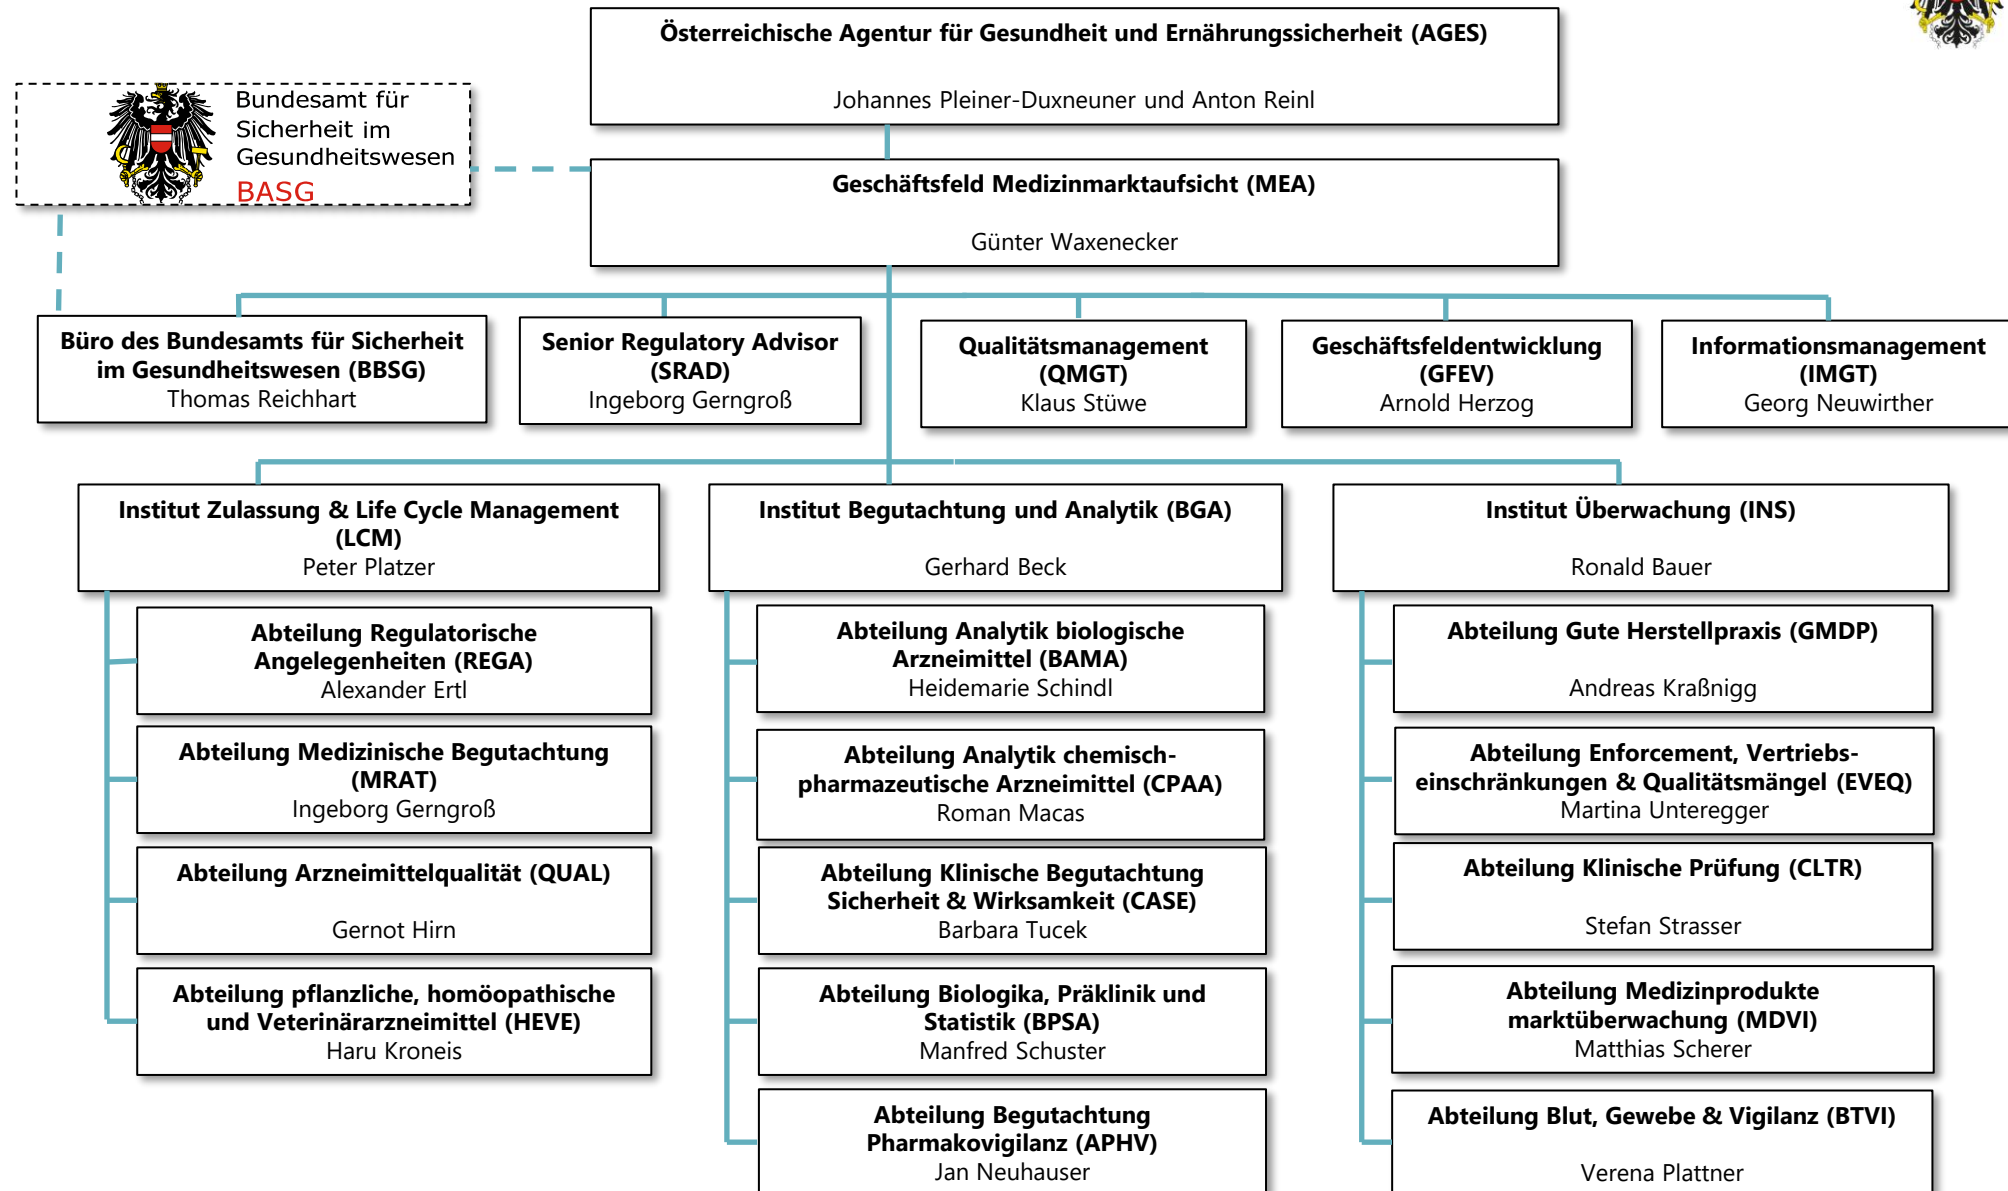 Österreichische Agentur für Gesundheit und Ernährungssicherheit (AGES)
Johannes Pleiner-Duxneuner und Anton Reinl
Bundesamt für
Sicherheit im
Gesundheitswesen
BASG
Geschäftsfeld Medizinmarktaufsicht (MEA)
Günter Waxenecker
Büro des Bundesamts für Sicherheit
im Gesundheitswesen (BBSG)
Thomas Reichhart
Senior Regulatory Advisor
(SRAD)
Ingeborg Gerngroß
Qualitätsmanagement
(QMGT)
Klaus Stüwe
Geschäftsfeldentwicklung
(GFEV)
Arnold Herzog
Informationsmanagement
(IMGT)
Georg Neuwirther
Institut Zulassung & Life Cycle Management
(LCM)
Peter Platzer
Abteilung Regulatorische
Angelegenheiten (REGA)
Alexander Ertl
Abteilung Medizinische Begutachtung
(MRAT)
Ingeborg Gerngroß
Abteilung Arzneimittelqualität (QUAL)
Gernot Hirn
Abteilung pflanzliche, homöopathische
und Veterinärarzneimittel (HEVE)
Haru Kroneis
Institut Begutachtung und Analytik (BGA)
Gerhard Beck
Abteilung Analytik biologische
Arzneimittel (BAMA)
Heidemarie Schindl
Abteilung Analytik chemisch-
pharmazeutische Arzneimittel (CPAA)
Roman Macas
Abteilung Klinische Begutachtung
Sicherheit & Wirksamkeit (CASE)
Barbara Tucek
Abteilung Biologika, Präklinik und
Statistik (BPSA)
Manfred Schuster
Abteilung Begutachtung
Pharmakovigilanz (APHV)
Jan Neuhauser
Institut Überwachung (INS)
Ronald Bauer
Abteilung Gute Herstellpraxis (GMDP)
Andreas Kraßnigg
Abteilung Enforcement, Vertriebs-
einschränkungen & Qualitätsmängel (EVEQ)
Martina Unteregger
Abteilung Klinische Prüfung (CLTR)
Stefan Strasser
Abteilung Medizinprodukte
marktüberwachung (MDVI)
Matthias Scherer
Abteilung Blut, Gewebe & Vigilanz (BTVI)
Verena Plattner